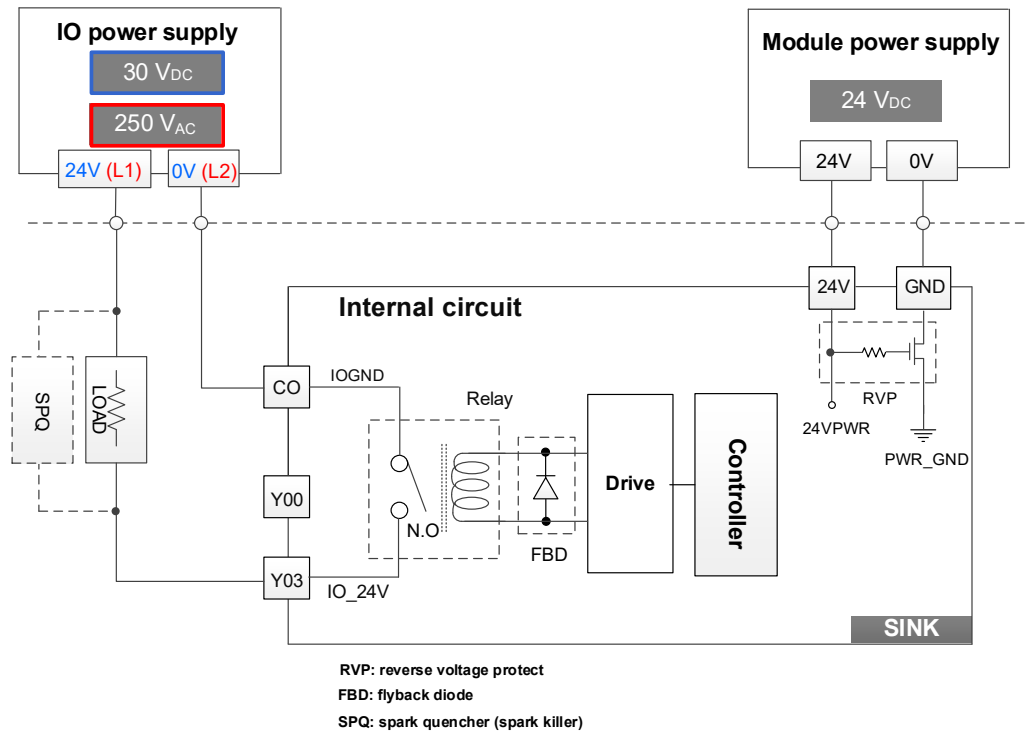 IO power supply
30 VDC
250 VAC
24V (L1)
0V (L2)
Module power supply
24 VDC
24V
0V
Internal circuit
24V
GND
RVP
24VPWR
PWR_GND
SPQ
LOAD
CO
IOGND
Relay
Y00
N.O
Y03
IO_24V
FBD
Drive
Controller
SINK
RVP: reverse voltage protect
FBD: flyback diode
SPQ: spark quencher (spark killer)